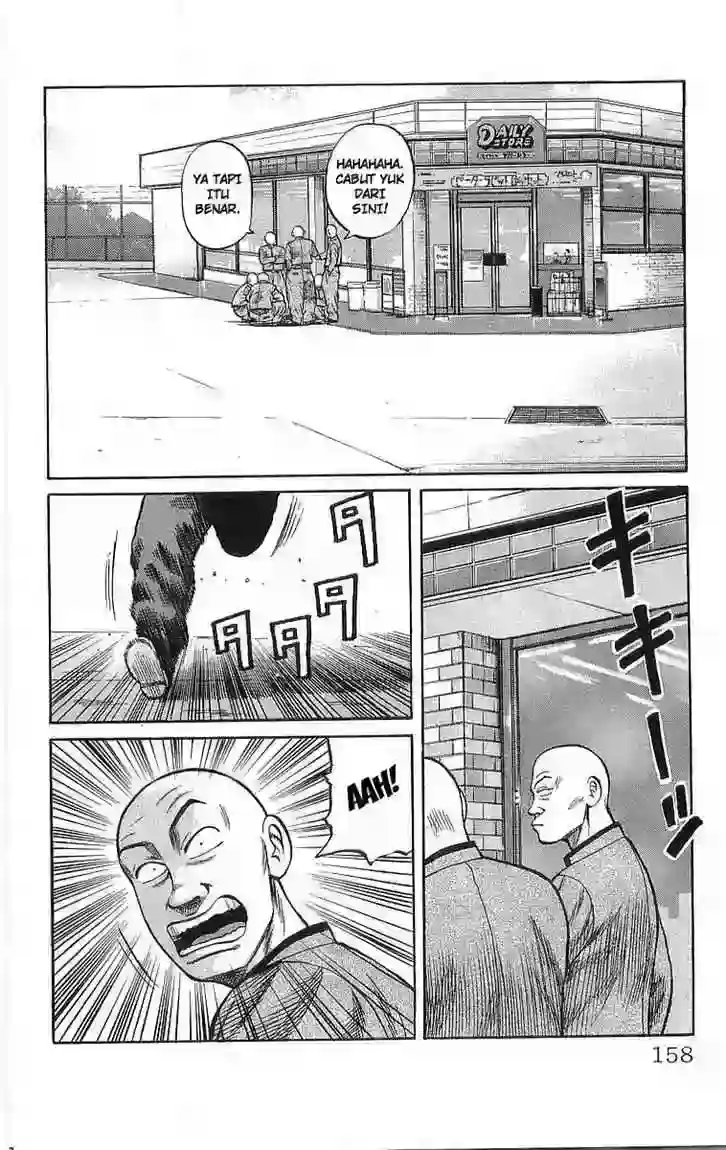 HAHAHAHA.
CABUT YUK
DARI
SINI!
YA TAPI
ITU
BENAR.
DAILY
STORE
キキーーッ
タ
タ
タ
タ
AAH!
158